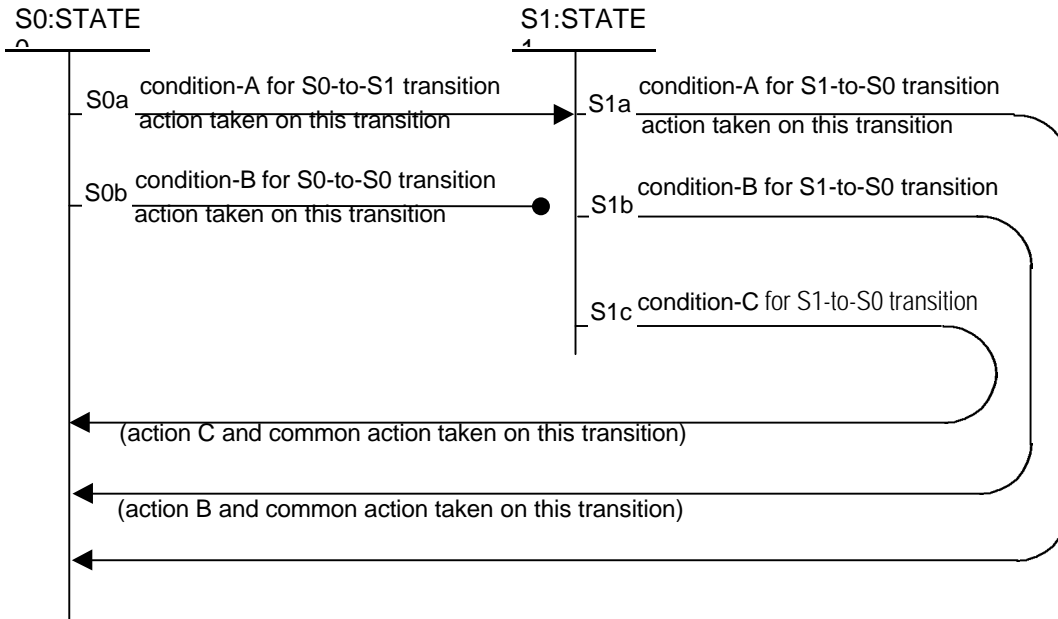 S0:STATE
0
S1:STATE
1
S0a
condition-A for S0-to-S1 transition
action taken on this transition
S1a
condition-A for S1-to-S0 transition
action taken on this transition
S0b
condition-B for S0-to-S0 transition
action taken on this transition
S1b
condition-B for S1-to-S0 transition
S1c
condition-C for S1-to-S0 transition
(action C and common action taken on this transition)
(action B and common action taken on this transition)